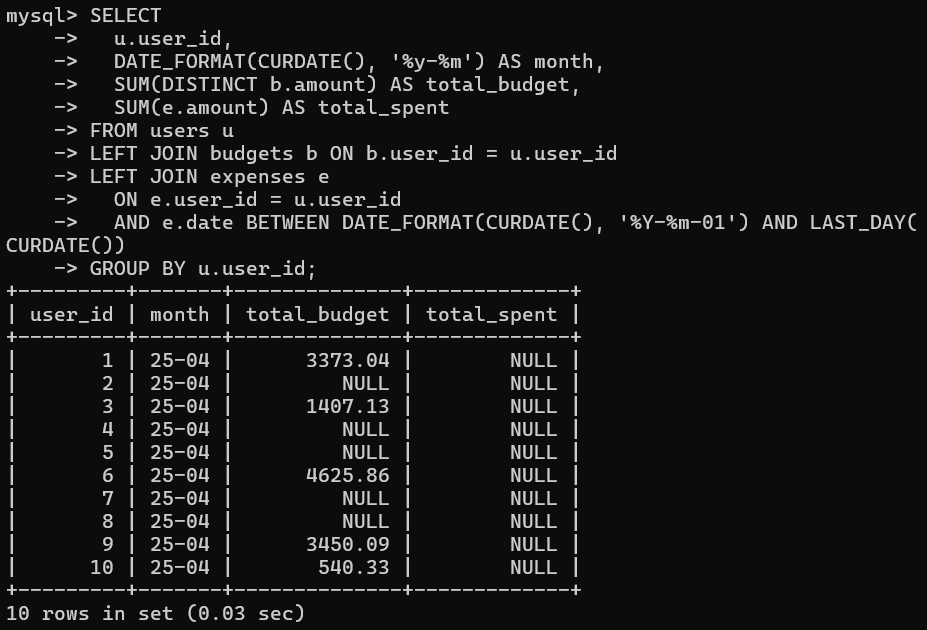 mysql> SELECT
    ->   u.user_id,
    ->   DATE_FORMAT(CURDATE(), '%y-%m') AS month,
    ->   SUM(DISTINCT b.amount) AS total_budget,
    ->   SUM(e.amount) AS total_spent
    -> FROM users u
    -> LEFT JOIN budgets b ON b.user_id = u.user_id
    -> LEFT JOIN expenses e
    ->   ON e.user_id = u.user_id
    ->   AND e.date BETWEEN DATE_FORMAT(CURDATE(), '%Y-%m-01') AND LAST_DAY(
CURDATE())
    -> GROUP BY u.user_id;
+---------+-------+--------------+-------------+
| user_id | month | total_budget | total_spent |
+---------+-------+--------------+-------------+
|       1 | 25-04 |      3373.04 |        NULL |
|       2 | 25-04 |         NULL |        NULL |
|       3 | 25-04 |      1407.13 |        NULL |
|       4 | 25-04 |         NULL |        NULL |
|       5 | 25-04 |         NULL |        NULL |
|       6 | 25-04 |      4625.86 |        NULL |
|       7 | 25-04 |         NULL |        NULL |
|       8 | 25-04 |         NULL |        NULL |
|       9 | 25-04 |      3450.09 |        NULL |
|      10 | 25-04 |       540.33 |        NULL |
+---------+-------+--------------+-------------+
10 rows in set (0.03 sec)